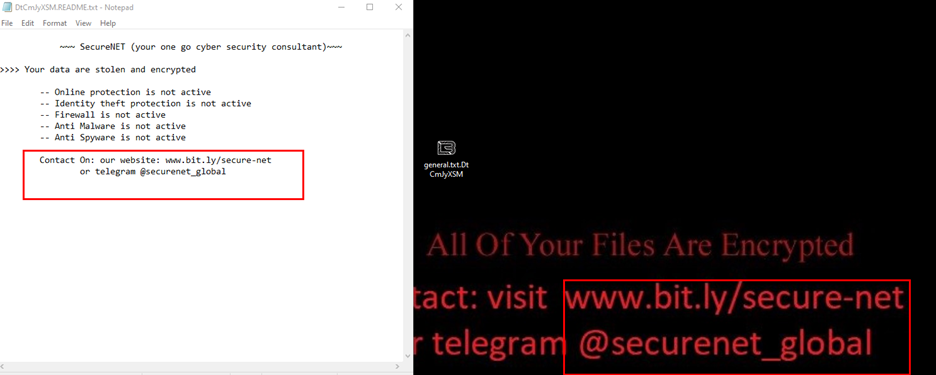 DtCmJyXSM.README.txt - Notepad
File Edit Format View Help
~~~ SecureNET (your one go cyber security consultant)~~~
>>>> Your data are stolen and encrypted
-- Online protection is not active
-- Identity theft protection is not active
-- Firewall is not active
-- Anti Malware is not active
-- Anti Spyware is not active
Contact On: our website: www.bit.ly/secure-net
or telegram @securenet_global
general.txt.Dt
CmJyXSM
All Of Your Files Are Encrypted
tact: visit www.bit.ly/secure-net
r telegram @securenet_global